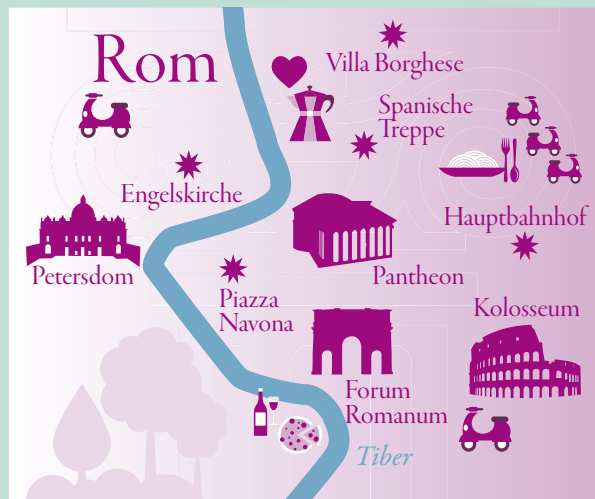 Rom
Villa Borghese
Spanische
Treppe
Engelskirche
Hauptbahnhof
Petersdom
Pantheon
Piazza
Navona
Kolosseum
Forum
Romanum
Tiber